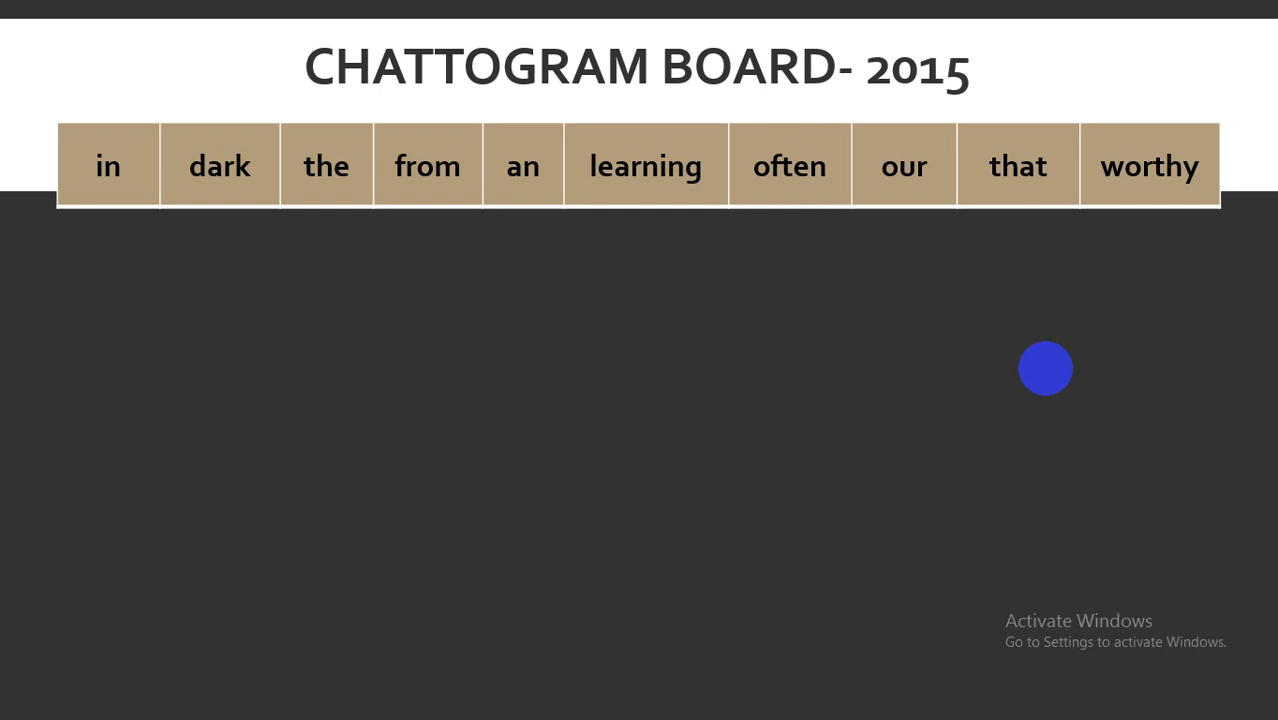 CHATTOGRAM BOARD- 2015
in dark the from an learning often our that worthy
Activate Windows
Go to Settings to activate Windows.